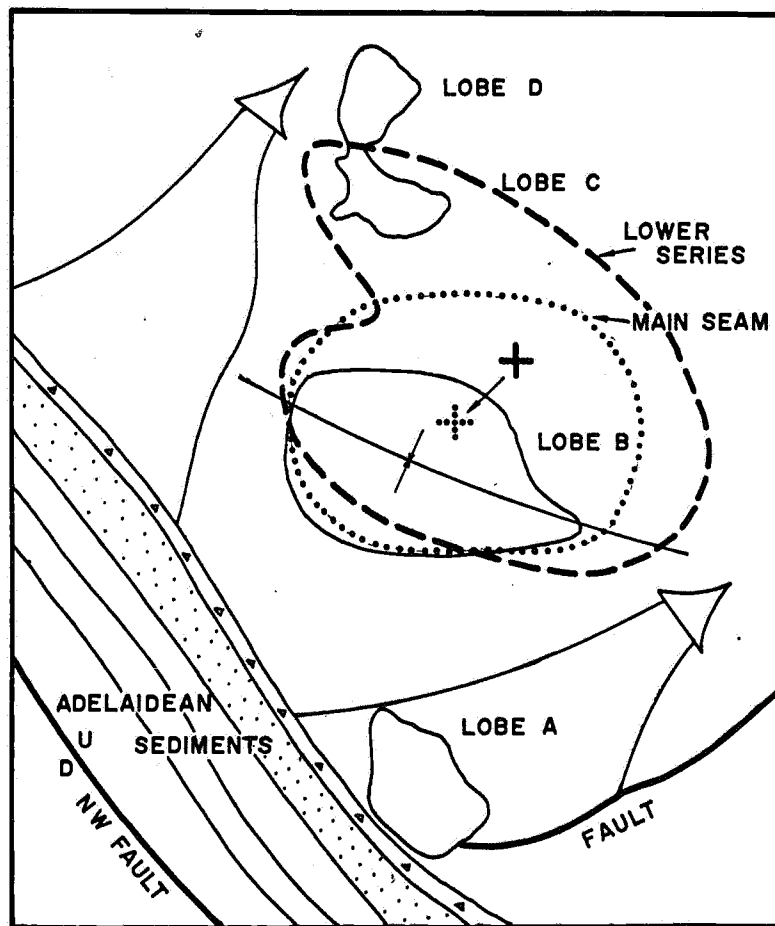 LOBE D
LOBE C
LOWER
SERIES
MAIN SEAM
LOBE B
ADELAIDEAN
SEDIMENTS
U
D
NW FAULT
LOBE A
FAULT